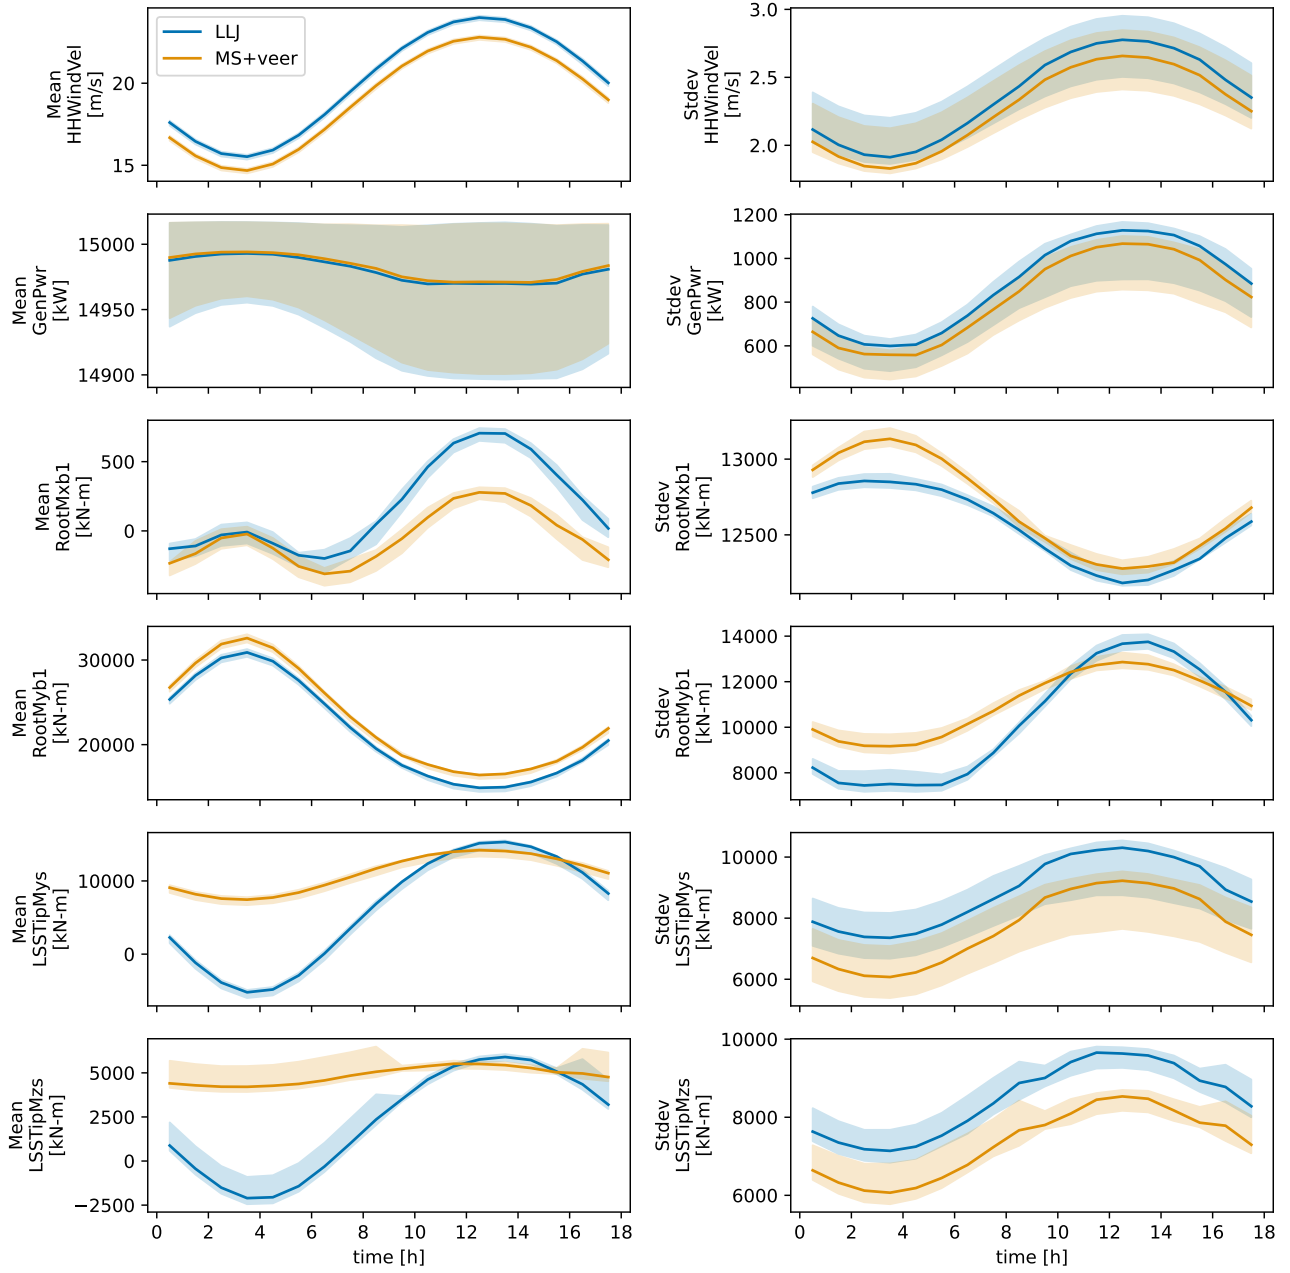 LLJ
MS+veer
Mean
HHWindVel
[m/s]
20
15
Stdev
HHWindVel
[m/s]
3.0
2.5
2.0
Mean
GenPwr
[kW]
15000
14950
14900
Stdev
GenPwr
[kW]
1200
1000
800
600
Mean
RootMxb1
[kN-m]
500
0
Stdev
RootMxb1
[kN-m]
13000
12500
Mean
RootMyb1
[kN-m]
30000
20000
Stdev
RootMyb1
[kN-m]
14000
12000
10000
8000
Mean
LSSTipMys
[kN-m]
10000
0
Stdev
LSSTipMys
[kN-m]
10000
8000
6000
Mean
LSSTipMzs
[kN-m]
5000
2500
0
−2500
Stdev
LSSTipMzs
[kN-m]
10000
8000
6000
0 2 4 6 8 10 12 14 16 18
time [h]
0 2 4 6 8 10 12 14 16 18
time [h]